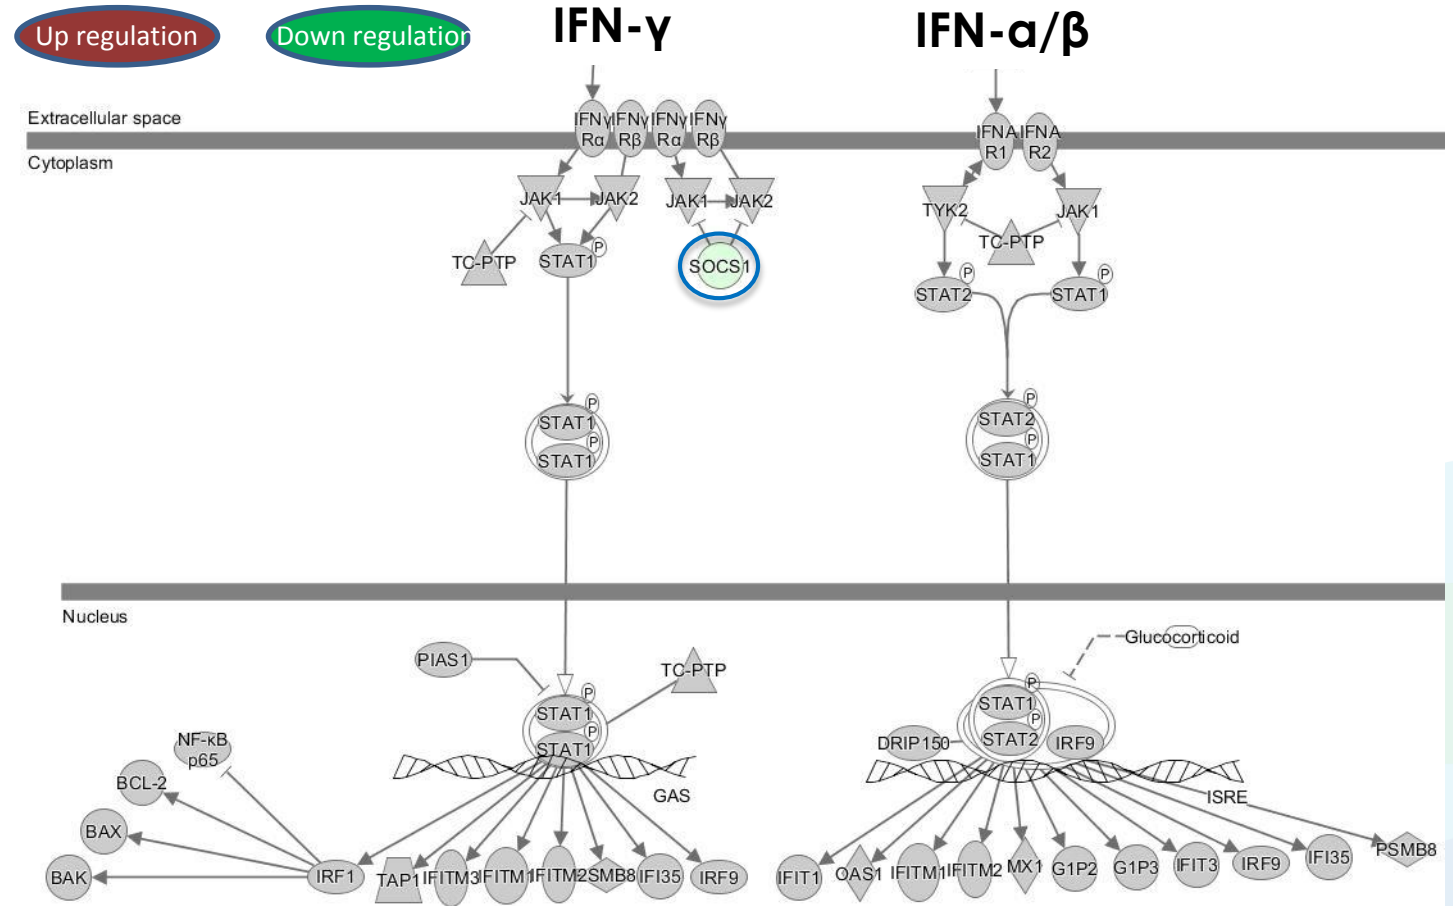 Up regulation
Down regulation
IFN-γ
IFN-α/β
Extracellular space
Cytoplasm
IFNγ Rα
IFNγ Rβ
IFNγ Rα
IFNγ Rβ
IFNA R1
IFNA R2
JAK1
JAK2
JAK1
JAK2
TYK2
JAK1
TC-PTP
STAT1
P
SOCS1
TC-PTP
STAT2
P
STAT1
P
STAT1
P
STAT1
P
STAT2
P
STAT1
P
Nucleus
PIAS1
TC-PTP
Glucocorticoid
STAT1
P
STAT1
P
STAT1
P
STAT2
P
IRF9
DRIP150
NF-κB p65
BCL-2
BAX
BAK
GAS
ISRE
IRF1
TAP1
IFITM3
IFITM1
IFITM2
SMB8
IFI35
IRF9
IFIT1
OAS1
IFITM1
IFITM2
MX1
G1P2
G1P3
IFIT3
IRF9
IFI35
PSMB8